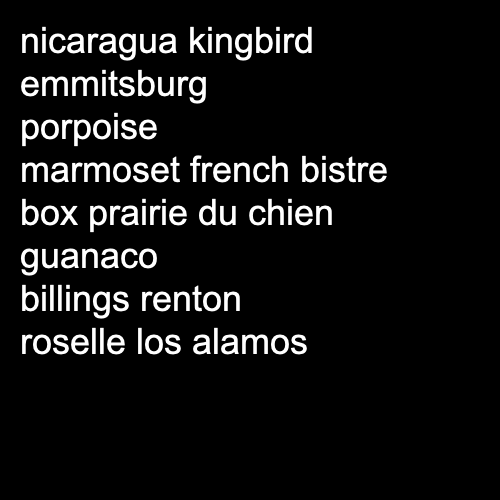 nicaragua kingbird
emmitsburg
porpoise
marmoset french bistre
box prairie du chien
guanaco
billings renton
roselle los alamos